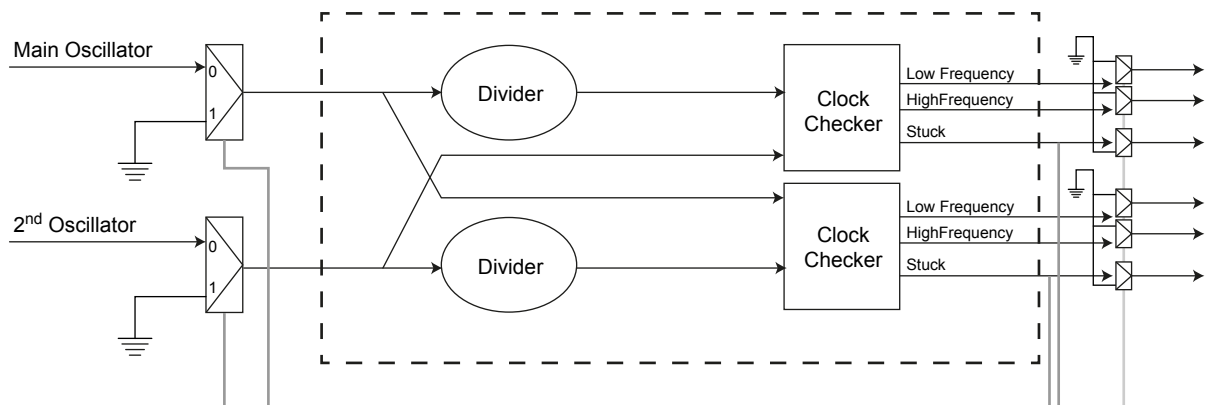 Main Oscillator
0
1
Divider
Clock
Checker
Low Frequency
HighFrequency
Stuck
2nd Oscillator
0
1
Divider
Clock
Checker
Low Frequency
HighFrequency
Stuck